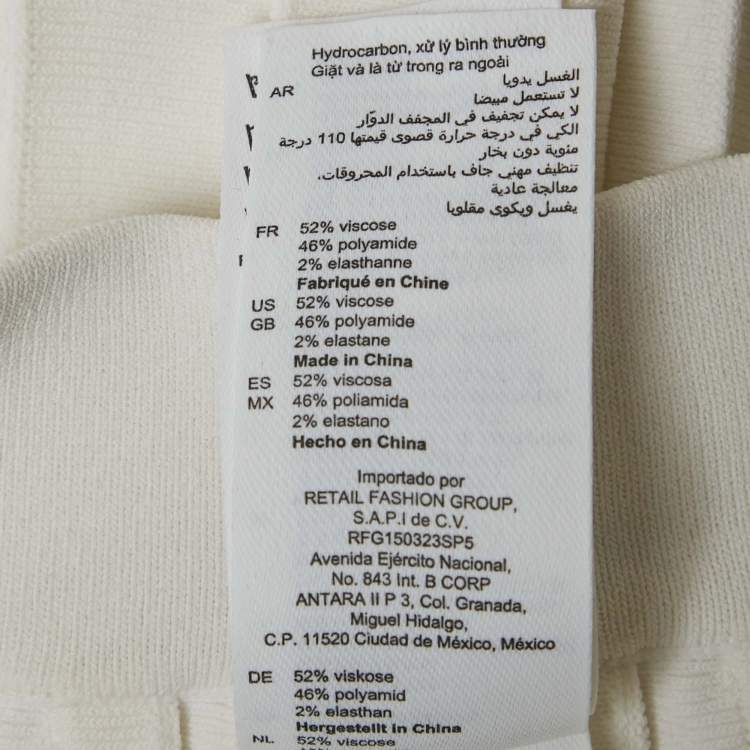 Hydrocarbon, xử lý bình thường
Giặt và là từ trong ra ngoài
AR
الغسل يدويا
لا تستعمل مبيضا
لا يمكن تجفيف في المجفف الدوّار
الكي في درجة حرارة قصوى قيمتها 110 درجة
مئوية دون بخار
تنظيف مهني جاف باستخدام المحروقات،
معالجة عادية
يغسل ويكوى مقلوبا
FR 52% viscose
46% polyamide
2% elasthanne
Fabriqué en Chine
US 52% viscose
GB 46% polyamide
2% elastane
Made in China
ES 52% viscosa
MX 46% poliamida
2% elastano
Hecho en China
Importado por
RETAIL FASHION GROUP,
S.A.P.I de C.V.
RFG150323SP5
Avenida Ejército Nacional,
No. 843 Int. B CORP
ANTARA II P 3, Col. Granada,
Miguel Hidalgo,
C.P. 11520 Ciudad de México, México
DE 52% viskose
46% polyamid
2% elasthan
Hergestellt in China
NL 52% viscose